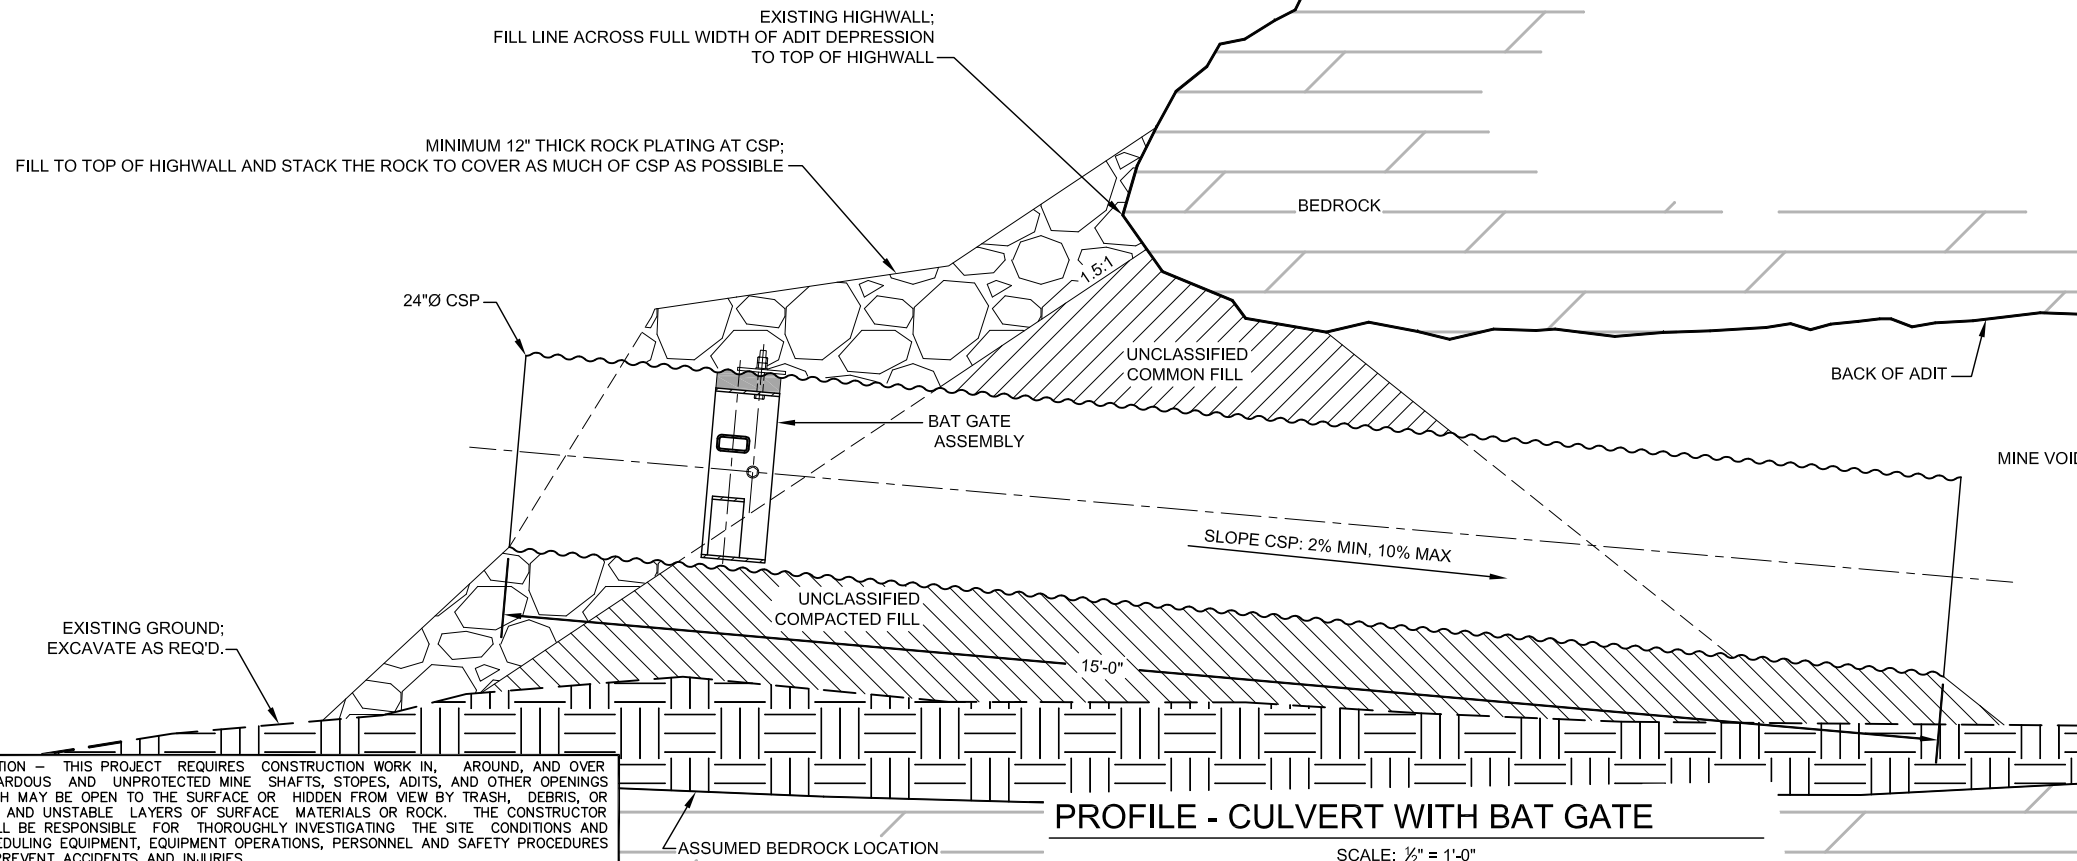 EXISTING HIGHWALL;
FILL LINE ACROSS FULL WIDTH OF ADIT DEPRESSION
TO TOP OF HIGHWALL
MINIMUM 12" THICK ROCK PLATING AT CSP;
FILL TO TOP OF HIGHWALL AND STACK THE ROCK TO COVER AS MUCH OF CSP AS POSSIBLE
BEDROCK
1.5:1
24"Ø CSP
UNCLASSIFIED
COMMON FILL
BACK OF ADIT
BAT GATE
ASSEMBLY
MINE VOID
SLOPE CSP: 2% MIN, 10% MAX
UNCLASSIFIED
COMPACTED FILL
EXISTING GROUND;
EXCAVATE AS REQ'D.
15'-0"
TION – THIS PROJECT REQUIRES CONSTRUCTION WORK IN, AROUND, AND OVER
ARDOUS AND UNPROTECTED MINE SHAFTS, STOPES, ADITS, AND OTHER OPENINGS
H MAY BE OPEN TO THE SURFACE OR HIDDEN FROM VIEW BY TRASH, DEBRIS, OR
AND UNSTABLE LAYERS OF SURFACE MATERIALS OR ROCK. THE CONSTRUCTOR
LL BE RESPONSIBLE FOR THOROUGHLY INVESTIGATING THE SITE CONDITIONS AND
EDULING EQUIPMENT, EQUIPMENT OPERATIONS, PERSONNEL AND SAFETY PROCEDURES
PREVENT ACCIDENTS AND INJURIES
ASSUMED BEDROCK LOCATION
PROFILE - CULVERT WITH BAT GATE
SCALE: ½" = 1'-0"